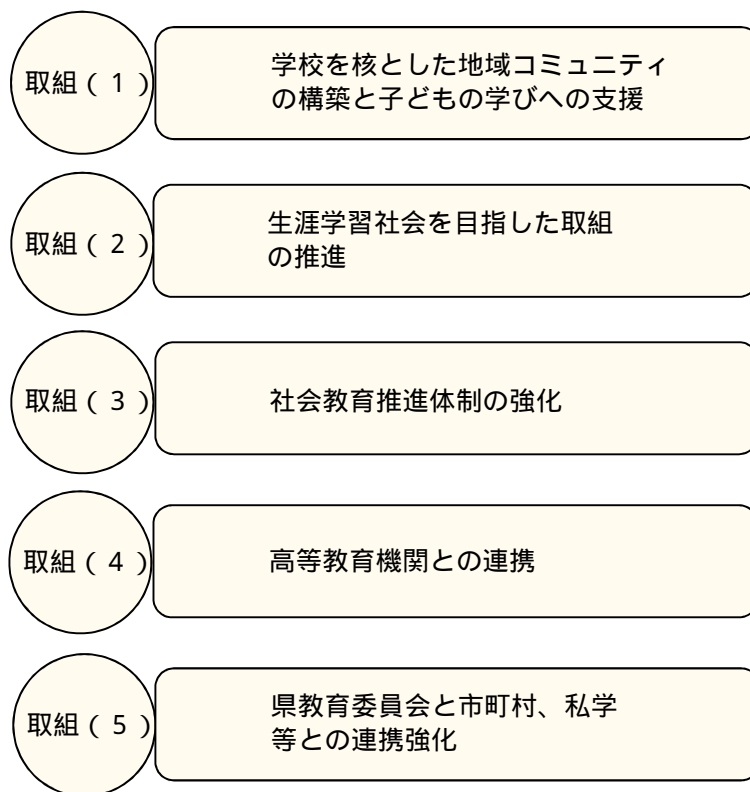 取組(1)
学校を核とした地域コミュニティ
の構築と子どもの学びへの支援
取組(2)
生涯学習社会を目指した取組
の推進
取組(3)
社会教育推進体制の強化
取組(4)
高等教育機関との連携
取組(5)
県教育委員会と市町村、私学
等との連携強化